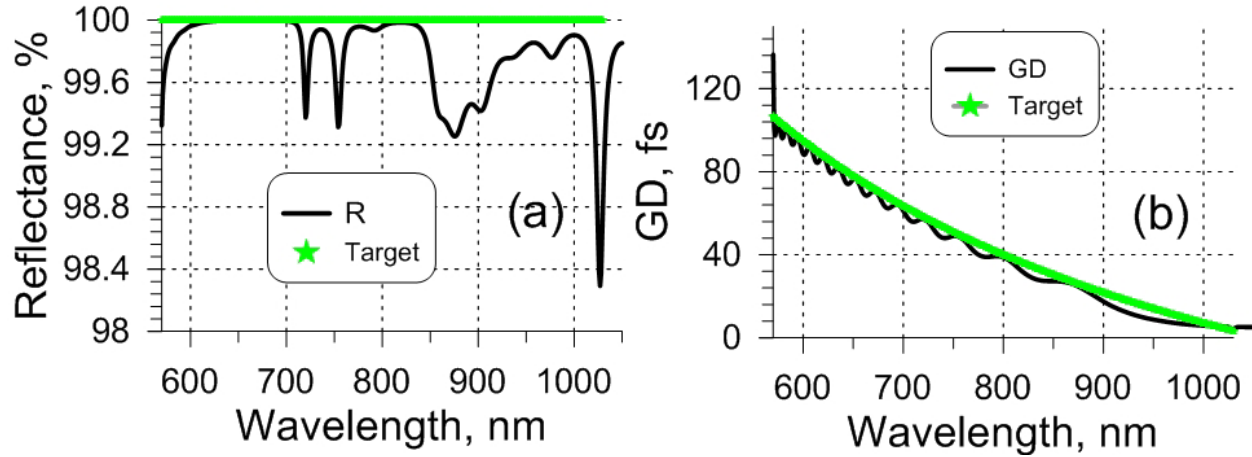 Reflectance, %
100
99.6
99.2
98.8
98.4
98
R
Target
(a)
600
700
800
900
1000
Wavelength, nm
GD, fs
120
80
40
0
GD
Target
(b)
600
700
800
900
1000
Wavelength, nm